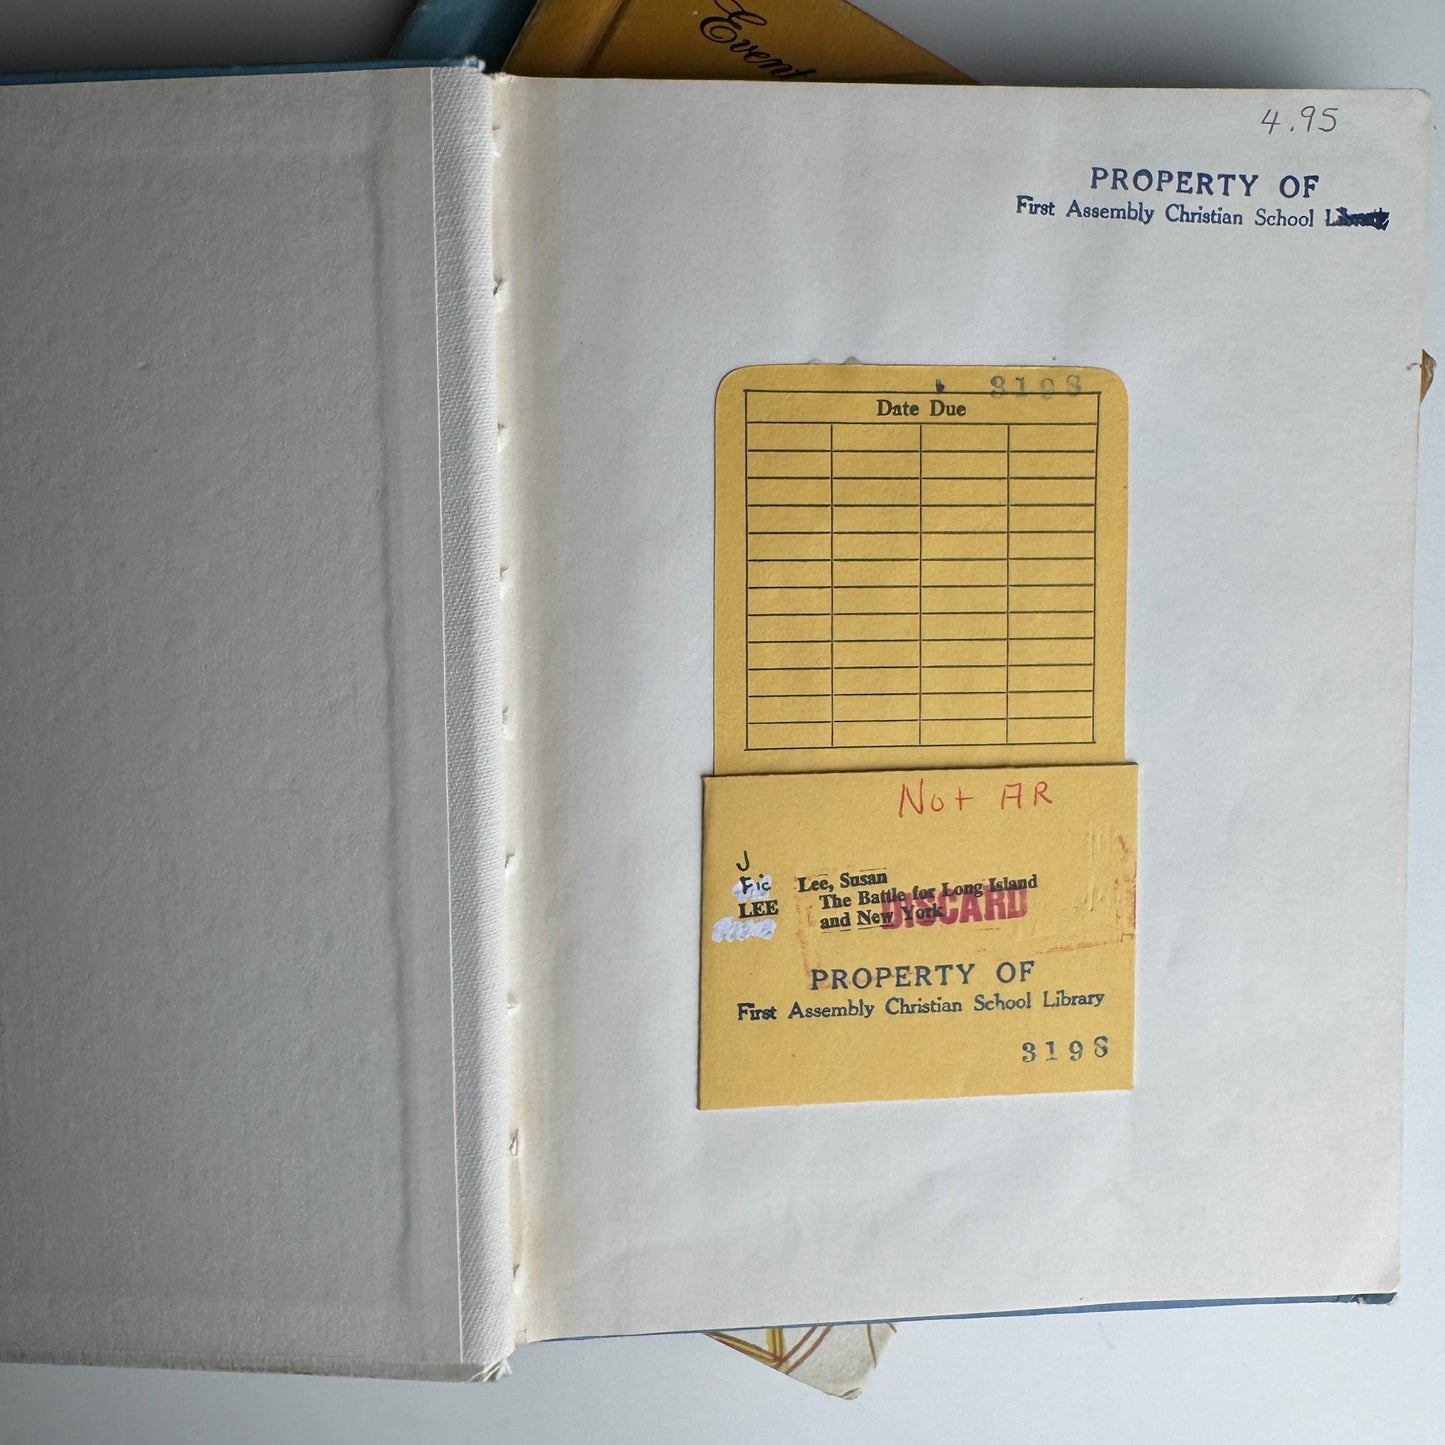 Event
4.95
PROPERTY OF
First Assembly Christian School Library
3198
Date Due
Not AR
J
Fic
LEE
Lee, Susan
The Battle for Long Island
and New York
DISCARD
PROPERTY OF
First Assembly Christian School Library
3198